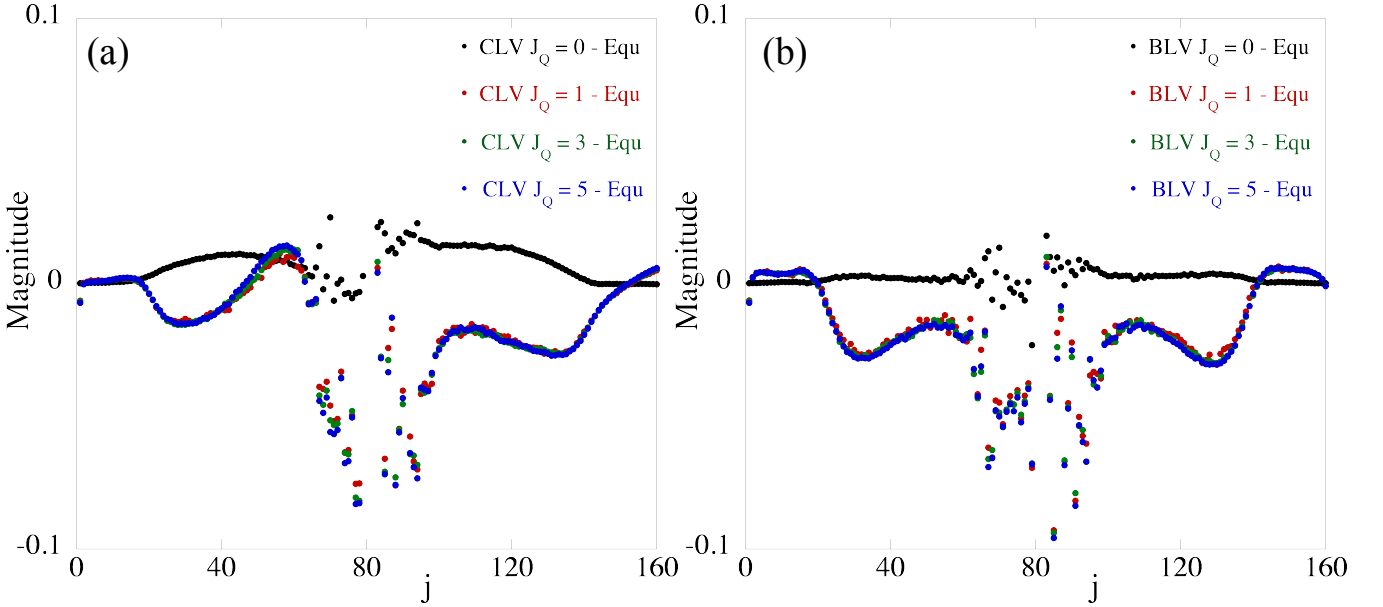 (a)
CLV J_Q = 0 - Equ
CLV J_Q = 1 - Equ
CLV J_Q = 3 - Equ
CLV J_Q = 5 - Equ
Magnitude
0.1
0
-0.1
0
40
80
120
160
j
(b)
BLV J_Q = 0 - Equ
BLV J_Q = 1 - Equ
BLV J_Q = 3 - Equ
BLV J_Q = 5 - Equ
Magnitude
0.1
0
-0.1
0
40
80
120
160
j